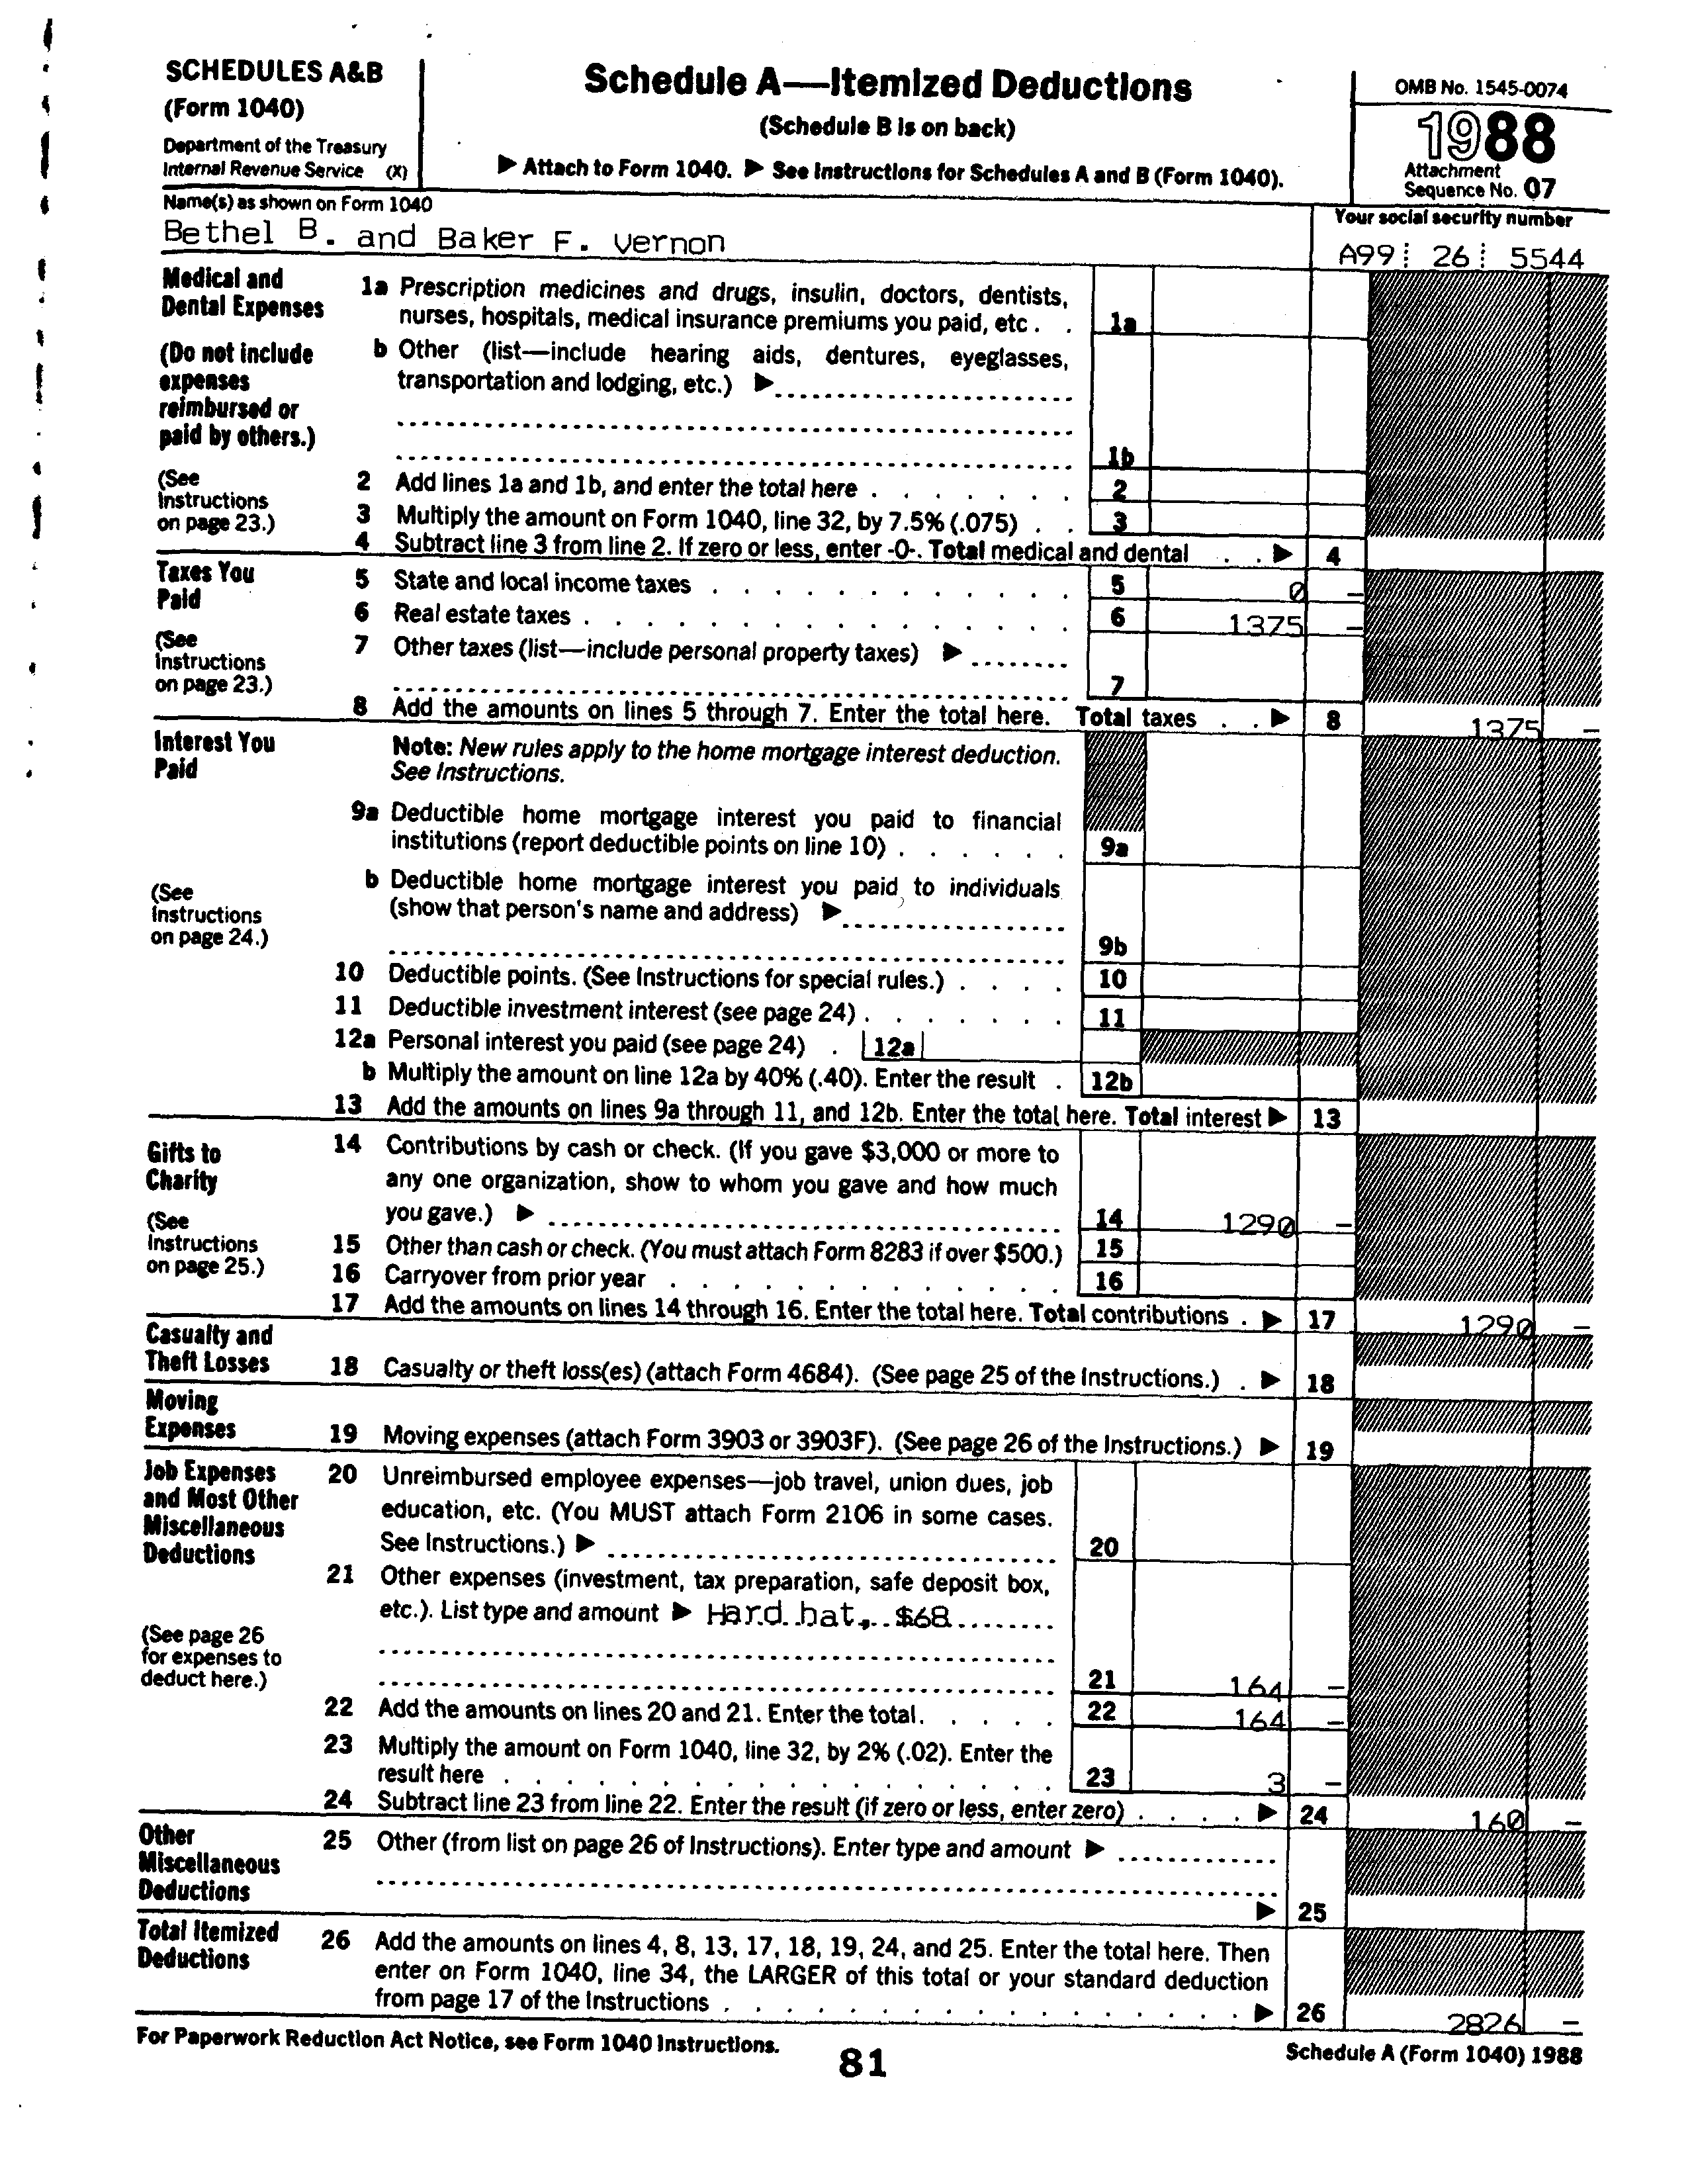 SCHEDULES A&B
(Form 1040)
Department of the Treasury
Internal Revenue Service (X)
Schedule A—Itemized Deductions
(Schedule B is on back)
▶ Attach to Form 1040. ▶ See Instructions for Schedules A and B (Form 1040).
OMB No. 1545-0074
1988
Attachment
Sequence No. 07
Name(s) as shown on Form 1040
Bethel B. and Baker F. Vernon
Your social security number
A99 26 5544
Medical and
Dental Expenses
(Do not include
expenses
reimbursed or
paid by others.)
(See
Instructions
on page 23.)
1a Prescription medicines and drugs, insulin, doctors, dentists,
nurses, hospitals, medical insurance premiums you paid, etc . . 1a
b Other (list—include hearing aids, dentures, eyeglasses,
transportation and lodging, etc.) ▶
1b
2 Add lines 1a and 1b, and enter the total here . . . . . . . 2
3 Multiply the amount on Form 1040, line 32, by 7.5% (.075) . . 3
4 Subtract line 3 from line 2. If zero or less, enter -0-. Total medical and dental . . ▶ 4
Taxes You
Paid
(See
Instructions
on page 23.)
5 State and local income taxes . . . . . . . . . . . . 5 0 —
6 Real estate taxes . . . . . . . . . . . . . . . . 6 1375 —
7 Other taxes (list—include personal property taxes) ▶
7
8 Add the amounts on lines 5 through 7. Enter the total here. Total taxes . . ▶ 8 1375 —
Interest You
Paid
(See
Instructions
on page 24.)
Note: New rules apply to the home mortgage interest deduction.
See Instructions.
9a Deductible home mortgage interest you paid to financial
institutions (report deductible points on line 10) . . . . . . 9a
b Deductible home mortgage interest you paid to individuals
(show that person's name and address) ▶
9b
10 Deductible points. (See Instructions for special rules.) . . . . 10
11 Deductible investment interest (see page 24) . . . . . . . 11
12a Personal interest you paid (see page 24) . 12a
b Multiply the amount on line 12a by 40% (.40). Enter the result . 12b
13 Add the amounts on lines 9a through 11, and 12b. Enter the total here. Total interest ▶ 13
Gifts to
Charity
(See
Instructions
on page 25.)
14 Contributions by cash or check. (If you gave $3,000 or more to
any one organization, show to whom you gave and how much
you gave.) ▶ 14 1290 —
15 Other than cash or check. (You must attach Form 8283 if over $500.) 15
16 Carryover from prior year . . . . . . . . . . . . . 16
17 Add the amounts on lines 14 through 16. Enter the total here. Total contributions . ▶ 17 1290 —
Casualty and
Theft Losses
18 Casualty or theft loss(es) (attach Form 4684). (See page 25 of the Instructions.) . ▶ 18
Moving
Expenses
19 Moving expenses (attach Form 3903 or 3903F). (See page 26 of the Instructions.) ▶ 19
Job Expenses
and Most Other
Miscellaneous
Deductions
(See page 26
for expenses to
deduct here.)
20 Unreimbursed employee expenses—job travel, union dues, job
education, etc. (You MUST attach Form 2106 in some cases.
See Instructions.) ▶ 20
21 Other expenses (investment, tax preparation, safe deposit box,
etc.). List type and amount ▶ Hard hat, $68
21 164 —
22 Add the amounts on lines 20 and 21. Enter the total. . . . . 22 164 —
23 Multiply the amount on Form 1040, line 32, by 2% (.02). Enter the
result here . . . . . . . . . . . . . . . . . . 23 3 —
24 Subtract line 23 from line 22. Enter the result (if zero or less, enter zero) . . . . ▶ 24 160 —
Other
Miscellaneous
Deductions
25 Other (from list on page 26 of Instructions). Enter type and amount ▶
▶ 25
Total Itemized
Deductions
26 Add the amounts on lines 4, 8, 13, 17, 18, 19, 24, and 25. Enter the total here. Then
enter on Form 1040, line 34, the LARGER of this total or your standard deduction
from page 17 of the Instructions . . . . . . . . . . . . . . . . . . ▶ 26 2826 —
For Paperwork Reduction Act Notice, see Form 1040 Instructions.
81
Schedule A (Form 1040) 1988